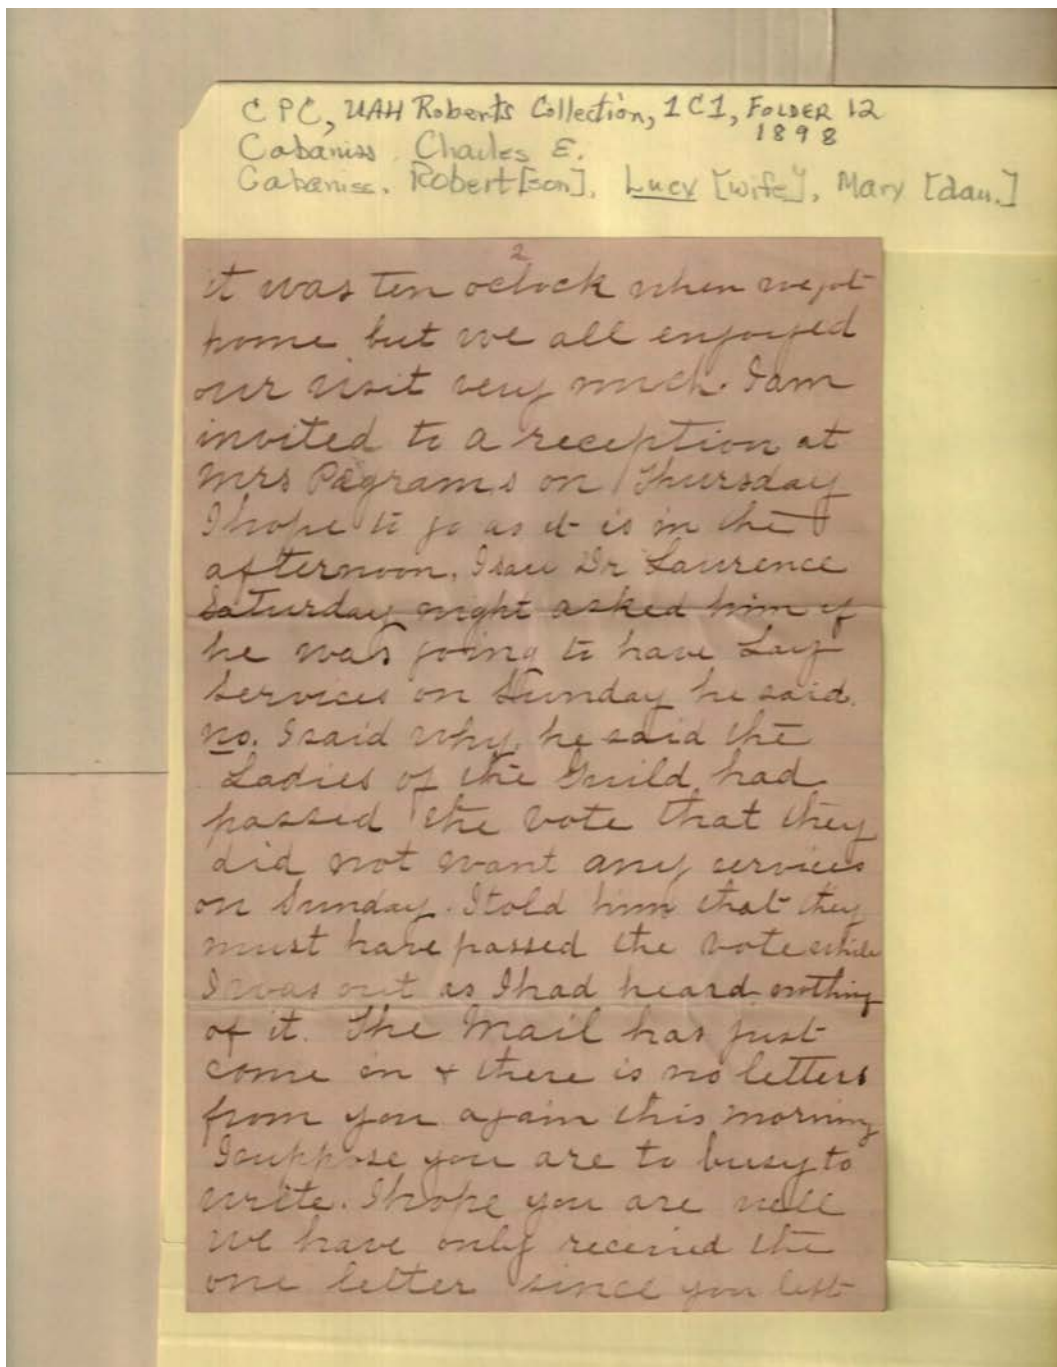 C P C, UAH Roberts Collection, 1C1, FOLDER 12
1898
Cabaniss, Charles E.
Cabaniss, Robert [son], Lucy [wife], Mary [dau.]
2
it was ten oclock when we got
home but we all enjoyed
our visit very much. I am
invited to a reception at
Mrs Pegrams on Thursday
I hope to go as it is in the
afternoon. I saw Dr Laurence
Saturday night asked him if
he was going to have Lay
Services on Sunday he said.
no. I said why, he said the
Ladies of the Guild had
passed the vote that they
did not want any services
on Sunday. I told him that they
must have passed the vote while
I was out as I had heard nothing
of it. The Mail has just
come in & there is no letters
from you again this morning
I suppose you are to busy to
write. I hope you are well
we have only received the
one letter since you left